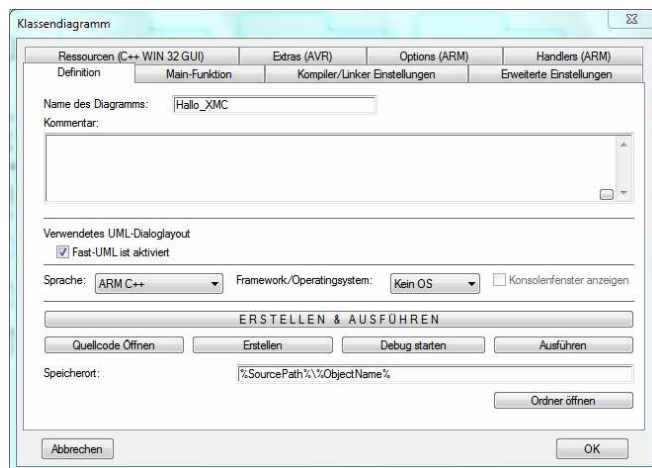 Klassendiagramm
Ressourcen (C++ WIN 32 GUI) Extras (AVR) Options (ARM) Handlers (ARM)
Definition Main-Funktion Kompiler/Linker Einstellungen Erweiterte Einstellungen
Name des Diagramms: Hallo_XMC
Kommentar:
Verwendetes UML-Dialoglayout
Fast-UML ist aktiviert
Sprache: ARM C++ Framework/Operatingsystem: Kein OS Konsolenfenster anzeigen
E R S T E L L E N & A U S F Ü H R E N
Quellcode Öffnen Erstellen Debug starten Ausführen
Speicherort: %SourcePath%\%ObjectName%
Ordner öffnen
Abbrechen OK